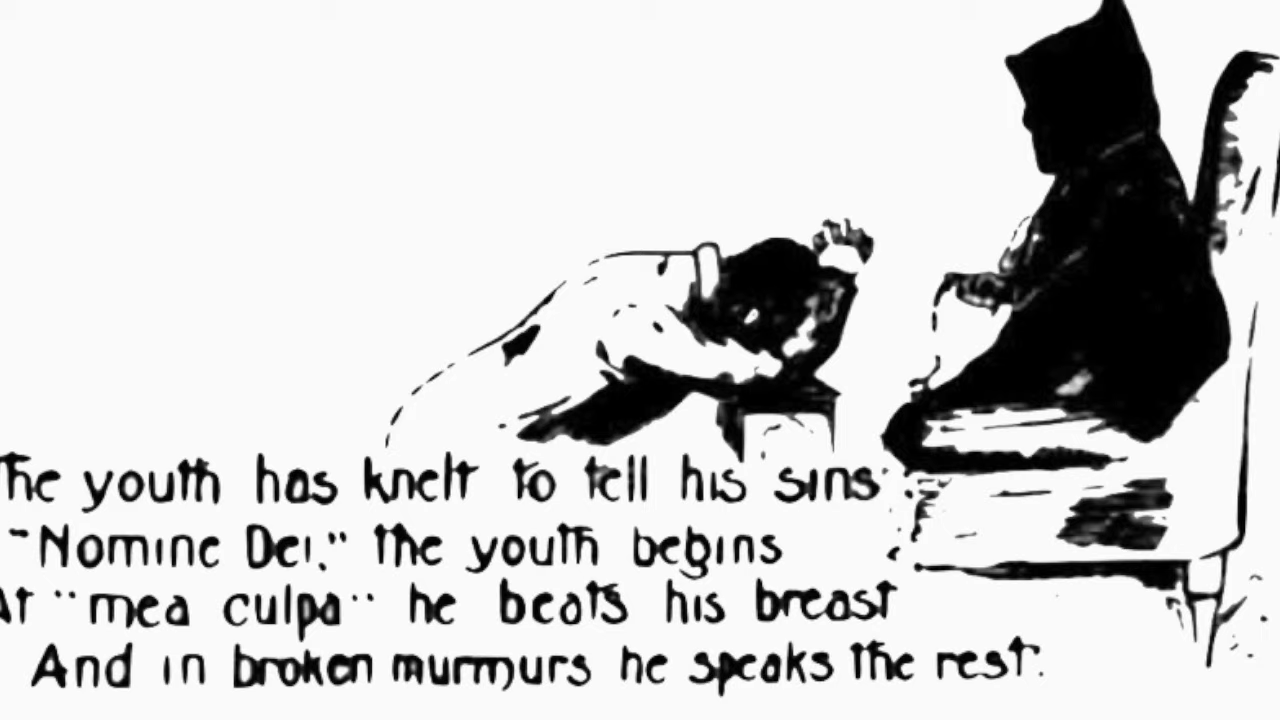 The youth has knelt to tell his sins:
"Nomine Dei," the youth begins
At "mea culpa" he beats his breast
And in broken murmurs he speaks the rest.